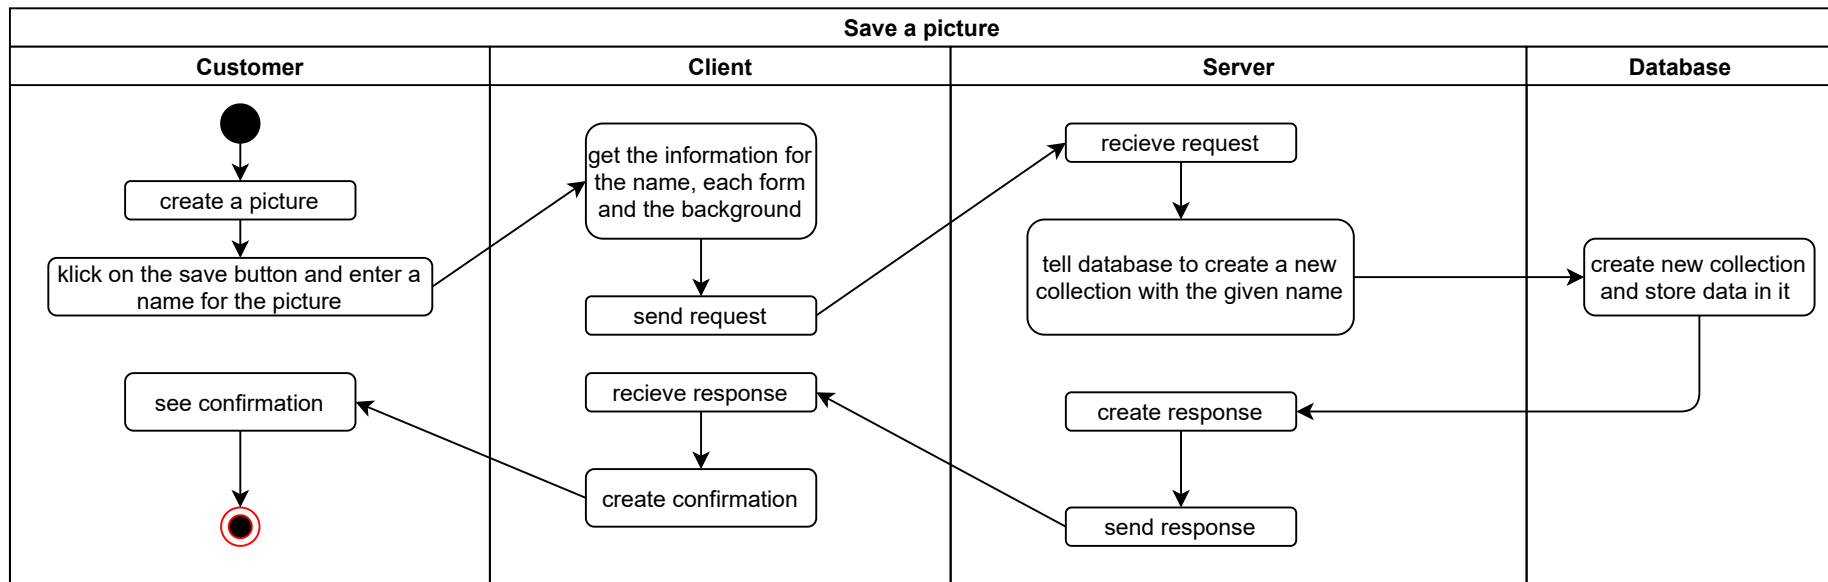 Save a picture
Customer
Client
Server
Database
create a picture
klick on the save button and enter a
name for the picture
get the information for
the name, each form
and the background
send request
recieve request
tell database to create a new
collection with the given name
create new collection
and store data in it
create response
send response
recieve response
create confirmation
see confirmation